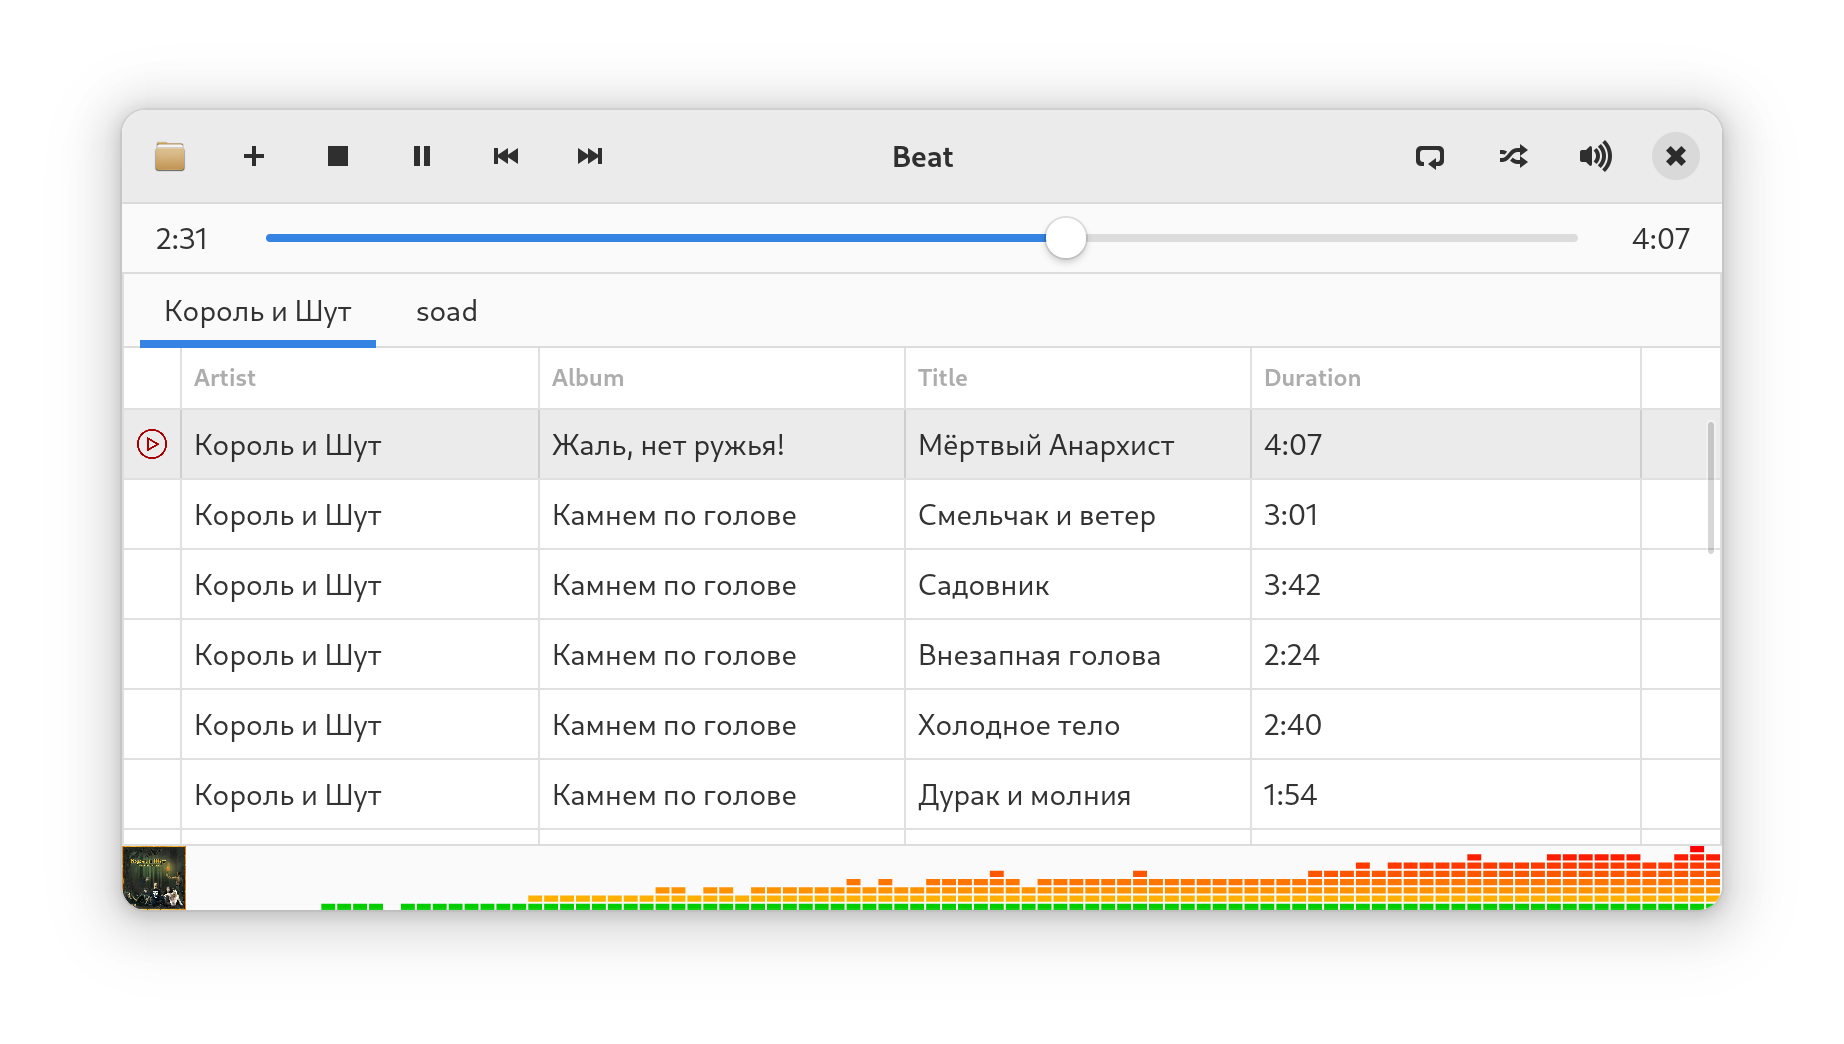 Beat
2:31 4:07
Король и Шут soad
Artist Album Title Duration
Король и Шут Жаль, нет ружья! Мёртвый Анархист 4:07
Король и Шут Камнем по голове Смельчак и ветер 3:01
Король и Шут Камнем по голове Садовник 3:42
Король и Шут Камнем по голове Внезапная голова 2:24
Король и Шут Камнем по голове Холодное тело 2:40
Король и Шут Камнем по голове Дурак и молния 1:54